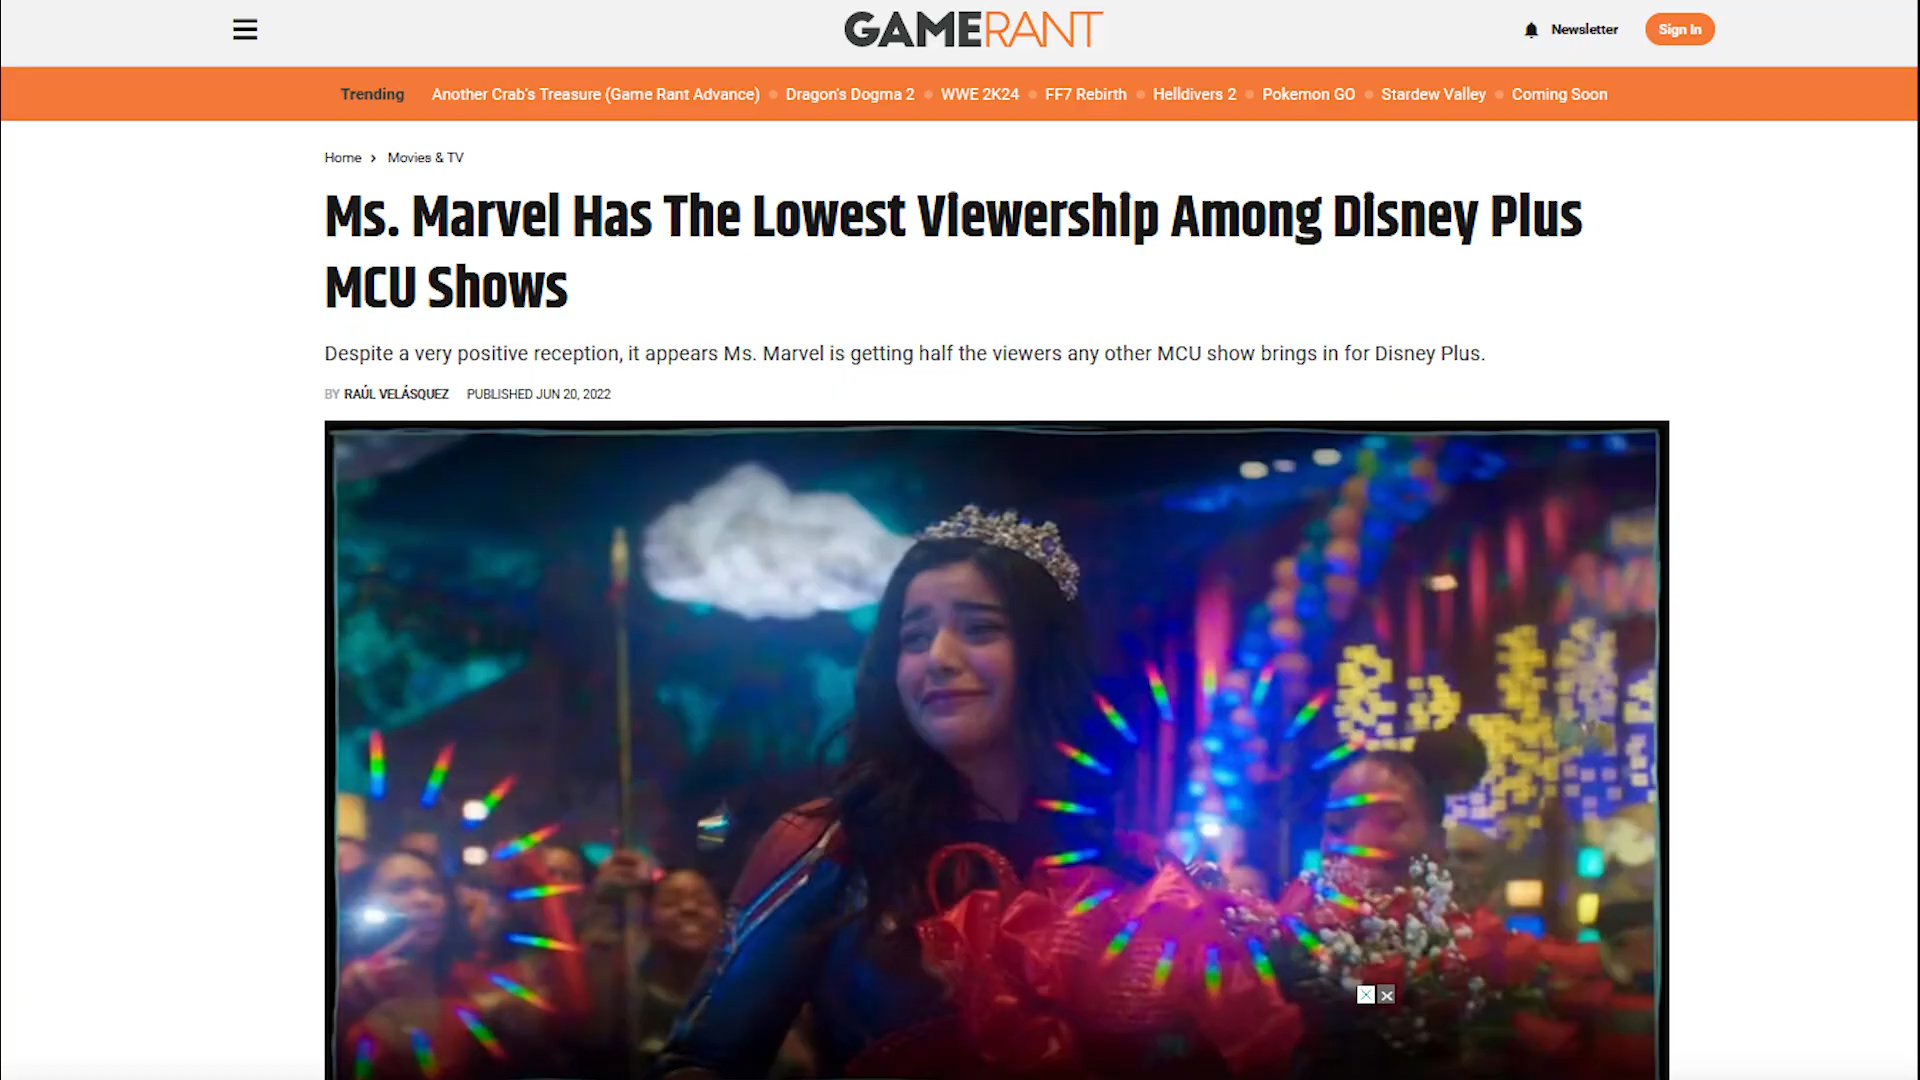 GAMERANT
Newsletter
Sign In
Trending Another Crab's Treasure (Game Rant Advance) Dragon's Dogma 2 WWE 2K24 FF7 Rebirth Helldivers 2 Pokemon GO Stardew Valley Coming Soon
Home > Movies & TV
Ms. Marvel Has The Lowest Viewership Among Disney Plus
MCU Shows
Despite a very positive reception, it appears Ms. Marvel is getting half the viewers any other MCU show brings in for Disney Plus.
BY RAÚL VELÁSQUEZ PUBLISHED JUN 20, 2022